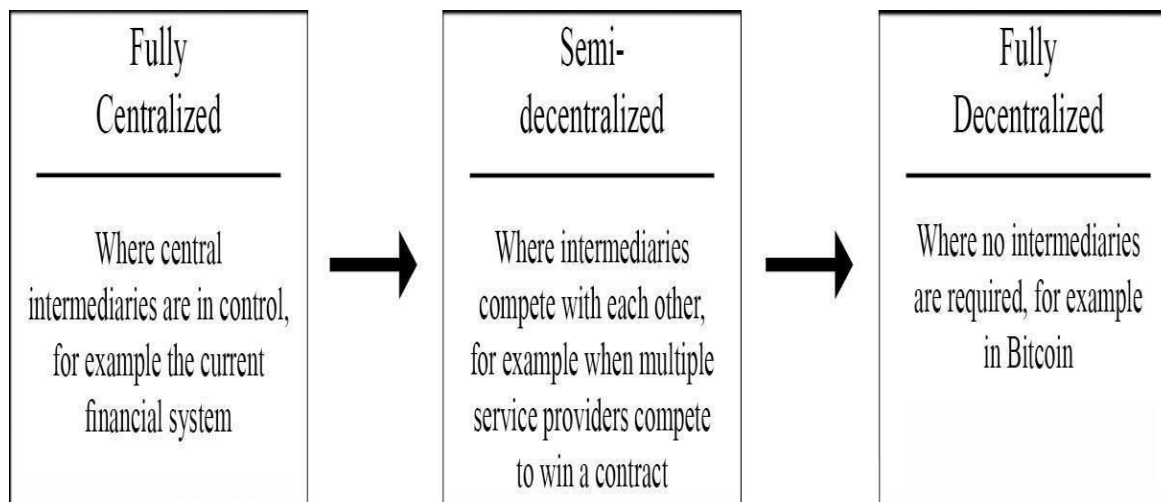 Fully
Centralized
Where central
intermediaries are in control,
for example the current
financial system
Semi-
decentralized
Where intermediaries
compete with each other,
for example when multiple
service providers compete
to win a contract
Fully
Decentralized
Where no intermediaries
are required, for example
in Bitcoin